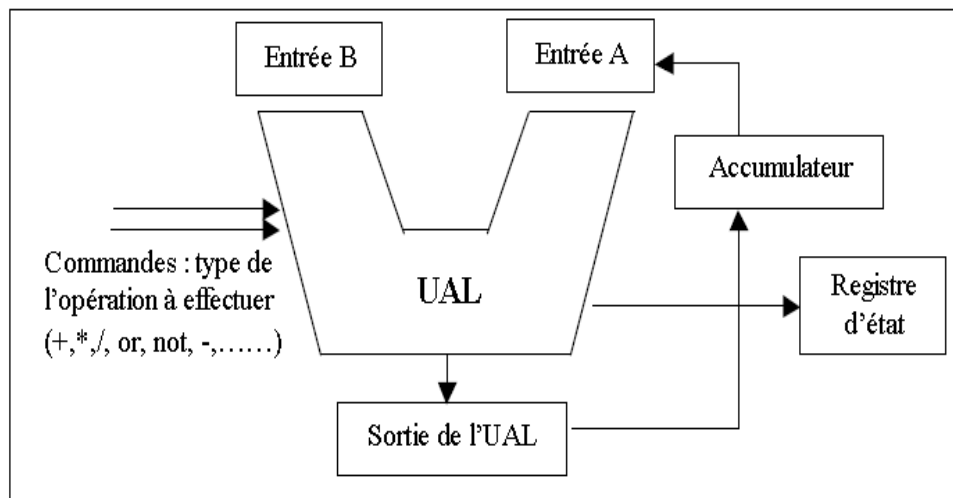 Entrée B
Entrée A
Accumulateur
Commandes : type de
l’opération à effectuer
(+,*,/, or, not, -,……)
UAL
Registre
d’état
Sortie de l’UAL